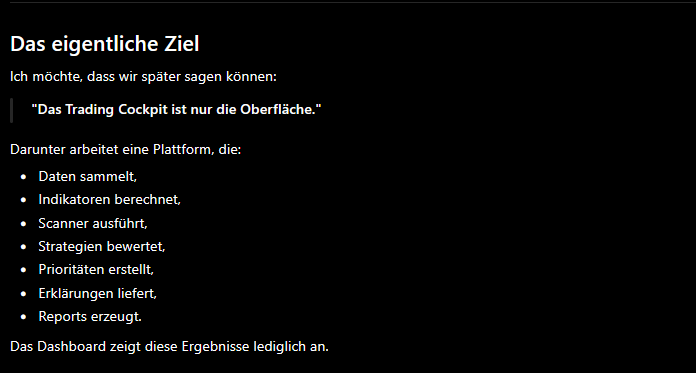 Das eigentliche Ziel
Ich möchte, dass wir später sagen können:
"Das Trading Cockpit ist nur die Oberfläche."
Darunter arbeitet eine Plattform, die:
• Daten sammelt,
• Indikatoren berechnet,
• Scanner ausführt,
• Strategien bewertet,
• Prioritäten erstellt,
• Erklärungen liefert,
• Reports erzeugt.
Das Dashboard zeigt diese Ergebnisse lediglich an.